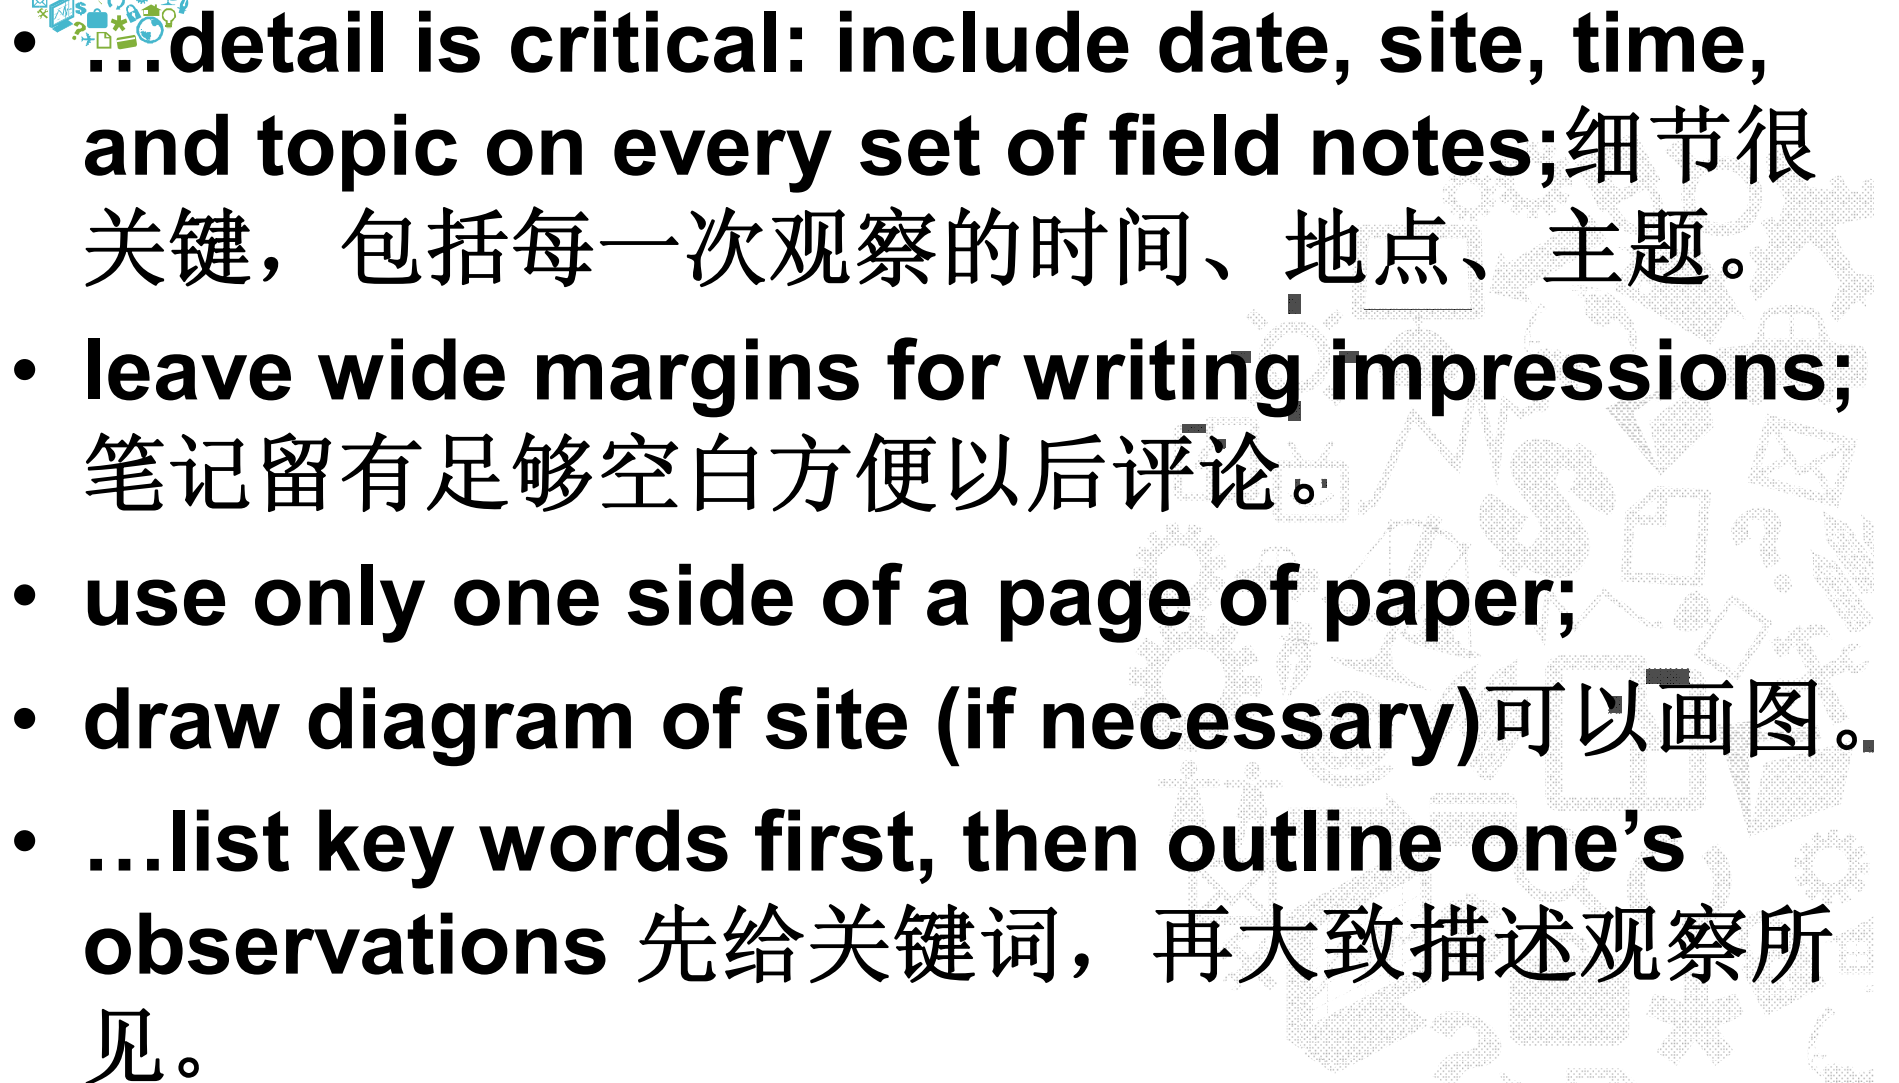 • …detail is critical: include date, site, time,
and topic on every set of field notes;细节很
关键，包括每一次观察的时间、地点、主题。
• leave wide margins for writing impressions;
笔记留有足够空白方便以后评论。
• use only one side of a page of paper;
• draw diagram of site (if necessary)可以画图。
• …list key words first, then outline one’s
observations 先给关键词，再大致描述观察所
见。